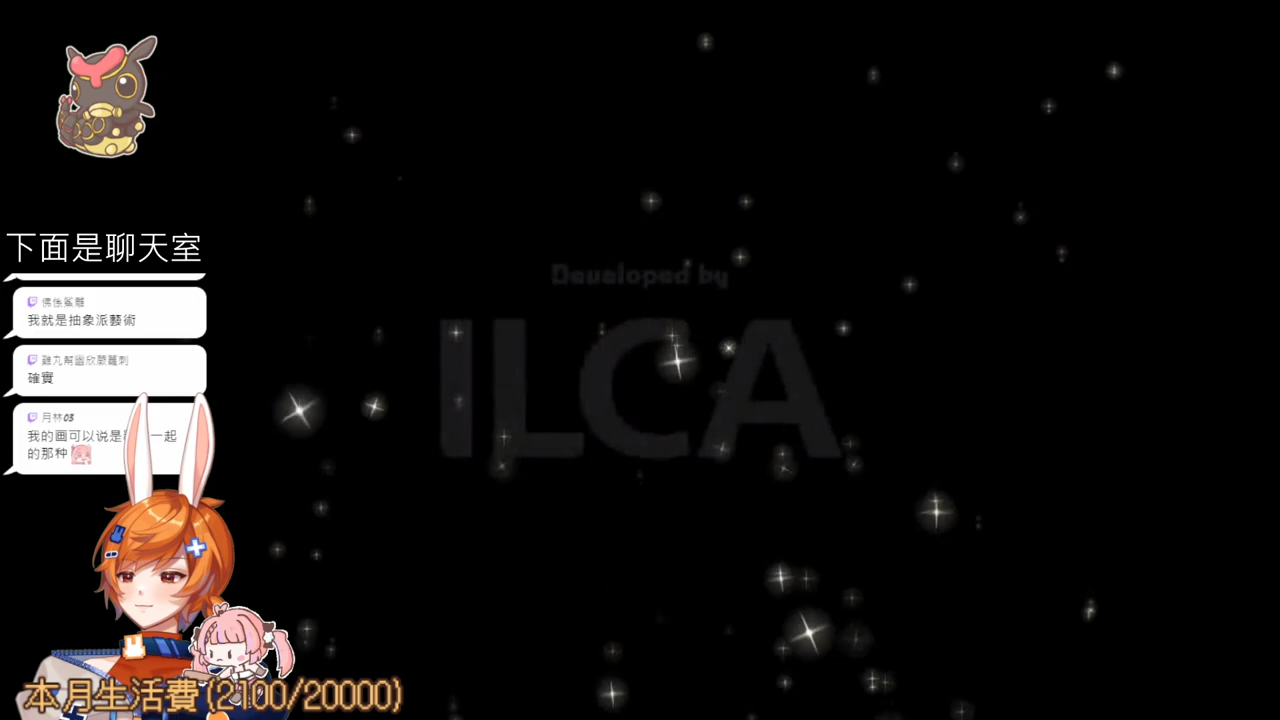 Developed by
ILCA
下面是聊天室
我就是抽象派藝術
確實
月林03
我的画可以说是 一起
的那种
本月生活費(2100/20000)